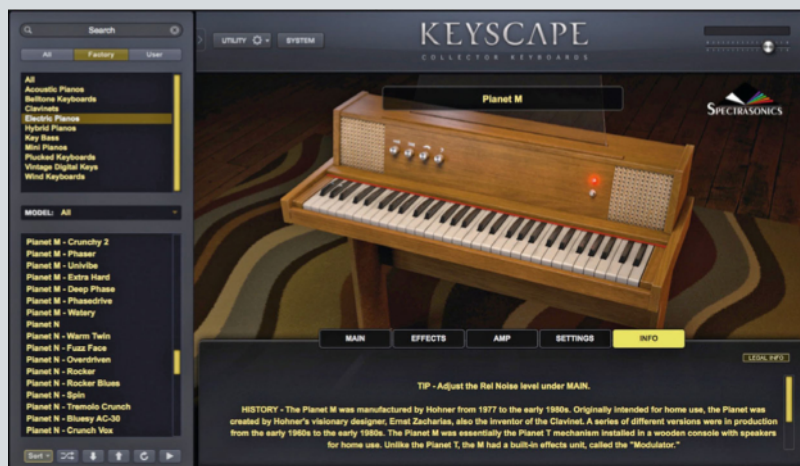 Search
All
Factory
User
UTILITY
SYSTEM
KEYSCAPE
COLLECTOR KEYBOARDS
All
Acoustic Pianos
Belltone Keyboards
Clavinets
Electric Pianos
Hybrid Pianos
Key Bass
Mini Pianos
Plucked Keyboards
Vintage Digital Keys
Wind Keyboards
Planet M
SPECTRASONICS
MODEL: All
Planet M - Crunchy 2
Planet M - Phaser
Planet M - Univibe
Planet M - Extra Hard
Planet M - Deep Phase
Planet M - Phasedrive
Planet M - Watery
Planet N
Planet N - Warm Twin
Planet N - Fuzz Face
Planet N - Overdriven
Planet N - Rocker
Planet N - Rocker Blues
Planet N - Spin
Planet N - Tremolo Crunch
Planet N - Bluesy AC-30
Planet N - Crunch Vox
Sort
MAIN
EFFECTS
AMP
SETTINGS
INFO
LEGAL INFO
TIP - Adjust the Rel Noise level under MAIN.
HISTORY - The Pianet M was manufactured by Hohner from 1977 to the early 1980s. Originally intended for home use, the Pianet was
created by Hohner's visionary designer, Ernst Zacharias, also the inventor of the Clavinet. A series of different versions were in production
from the early 1960s to the early 1980s. The Pianet M was essentially the Pianet T mechanism installed in a wooden console with speakers
for home use. Unlike the Pianet T, the M had a built-in effects unit, called the "Modulator."